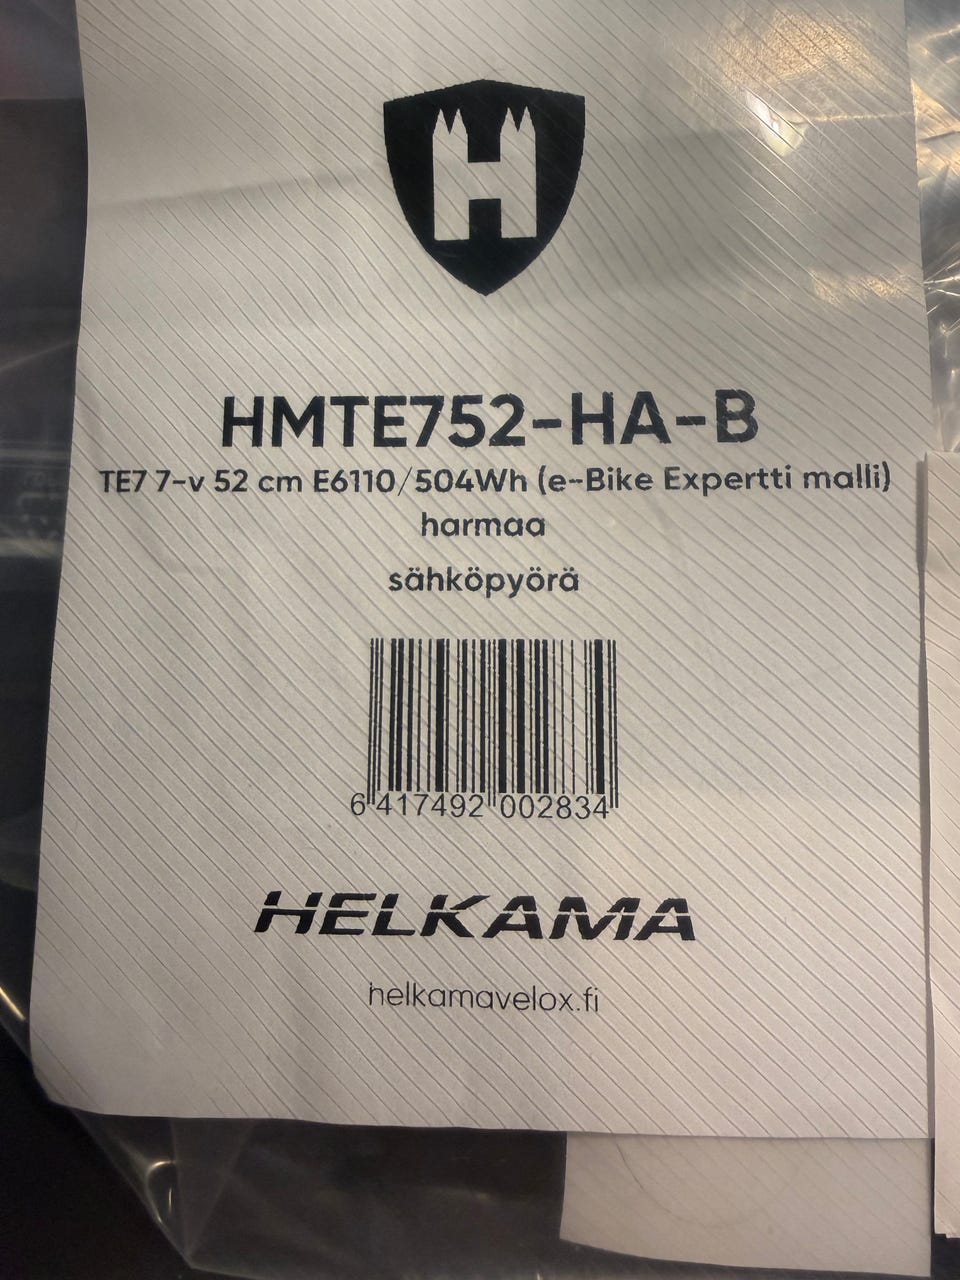 H
HMTE752-HA-B
TE7 7-v 52 cm E6110/504Wh (e-Bike Expertti malli)
harmaa
sähköpyörä
6 417492 002834
HELKAMA
helkamavelox.fi